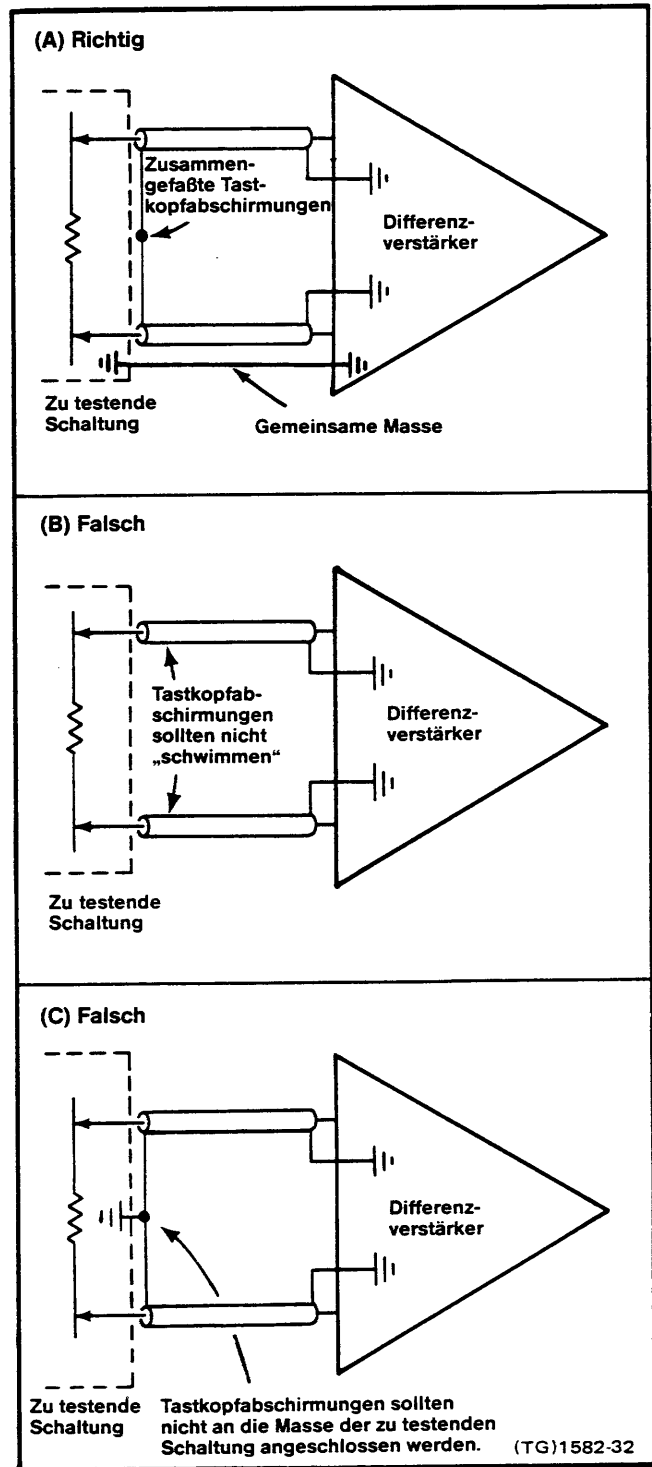 (A) Richtig
Zusammen-
gefaßte Tast-
kopfabschirmungen
Differenz-
verstärker
Zu testende
Schaltung
Gemeinsame Masse
(B) Falsch
Tastkopfab-
schirmungen
sollten nicht
„schwimmen“
Differenz-
verstärker
Zu testende
Schaltung
(C) Falsch
Differenz-
verstärker
Zu testende
Schaltung
Tastkopfabschirmungen sollten
nicht an die Masse der zu testenden
Schaltung angeschlossen werden.
(TG)1582-32